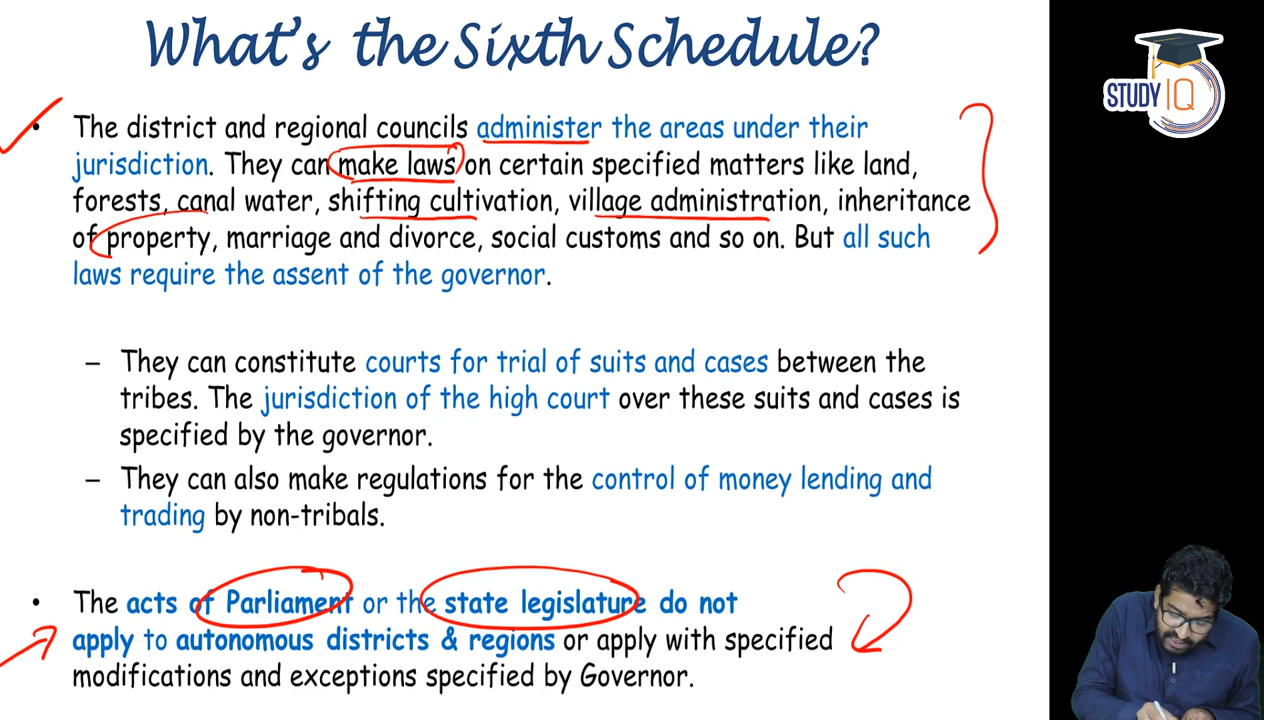 What's the Sixth Schedule?
STUDY IQ
• The district and regional councils administer the areas under their
jurisdiction. They can make laws on certain specified matters like land,
forests, canal water, shifting cultivation, village administration, inheritance
of property, marriage and divorce, social customs and so on. But all such
laws require the assent of the governor.
– They can constitute courts for trial of suits and cases between the
tribes. The jurisdiction of the high court over these suits and cases is
specified by the governor.
– They can also make regulations for the control of money lending and
trading by non-tribals.
• The acts of Parliament or the state legislature do not
apply to autonomous districts & regions or apply with specified
modifications and exceptions specified by Governor.